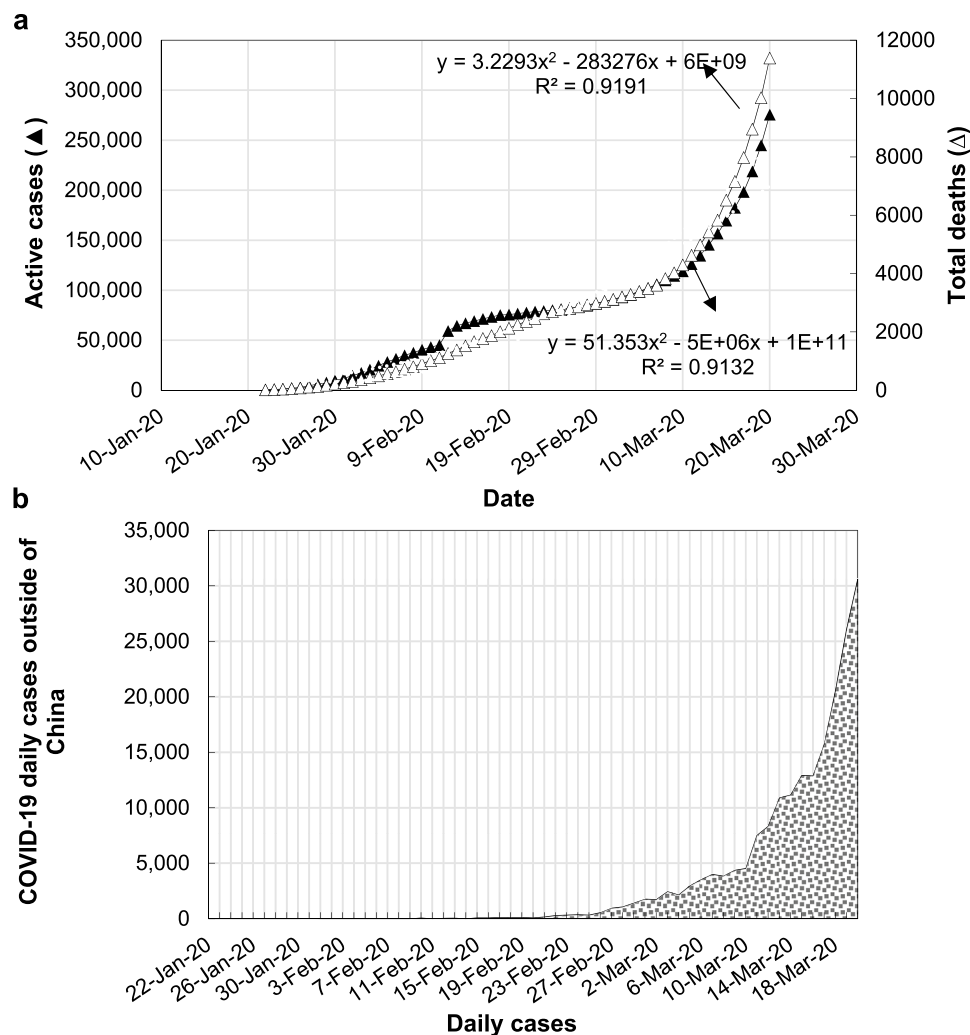 a
350,000
300,000
250,000
200,000
150,000
100,000
50,000
0
Active cases (▲)
12000
10000
8000
6000
4000
2000
0
Total deaths (△)
y = 3.2293x² - 283276x + 6E+09
R² = 0.9191
y = 51.353x² - 5E+06x + 1E+11
R² = 0.9132
10-Jan-20
20-Jan-20
30-Jan-20
9-Feb-20
19-Feb-20
29-Feb-20
10-Mar-20
20-Mar-20
30-Mar-20
Date
b
35,000
30,000
25,000
20,000
15,000
10,000
5,000
0
COVID-19 daily cases outside of
China
22-Jan-20
26-Jan-20
30-Jan-20
3-Feb-20
7-Feb-20
11-Feb-20
15-Feb-20
19-Feb-20
23-Feb-20
27-Feb-20
2-Mar-20
6-Mar-20
10-Mar-20
14-Mar-20
18-Mar-20
Daily cases